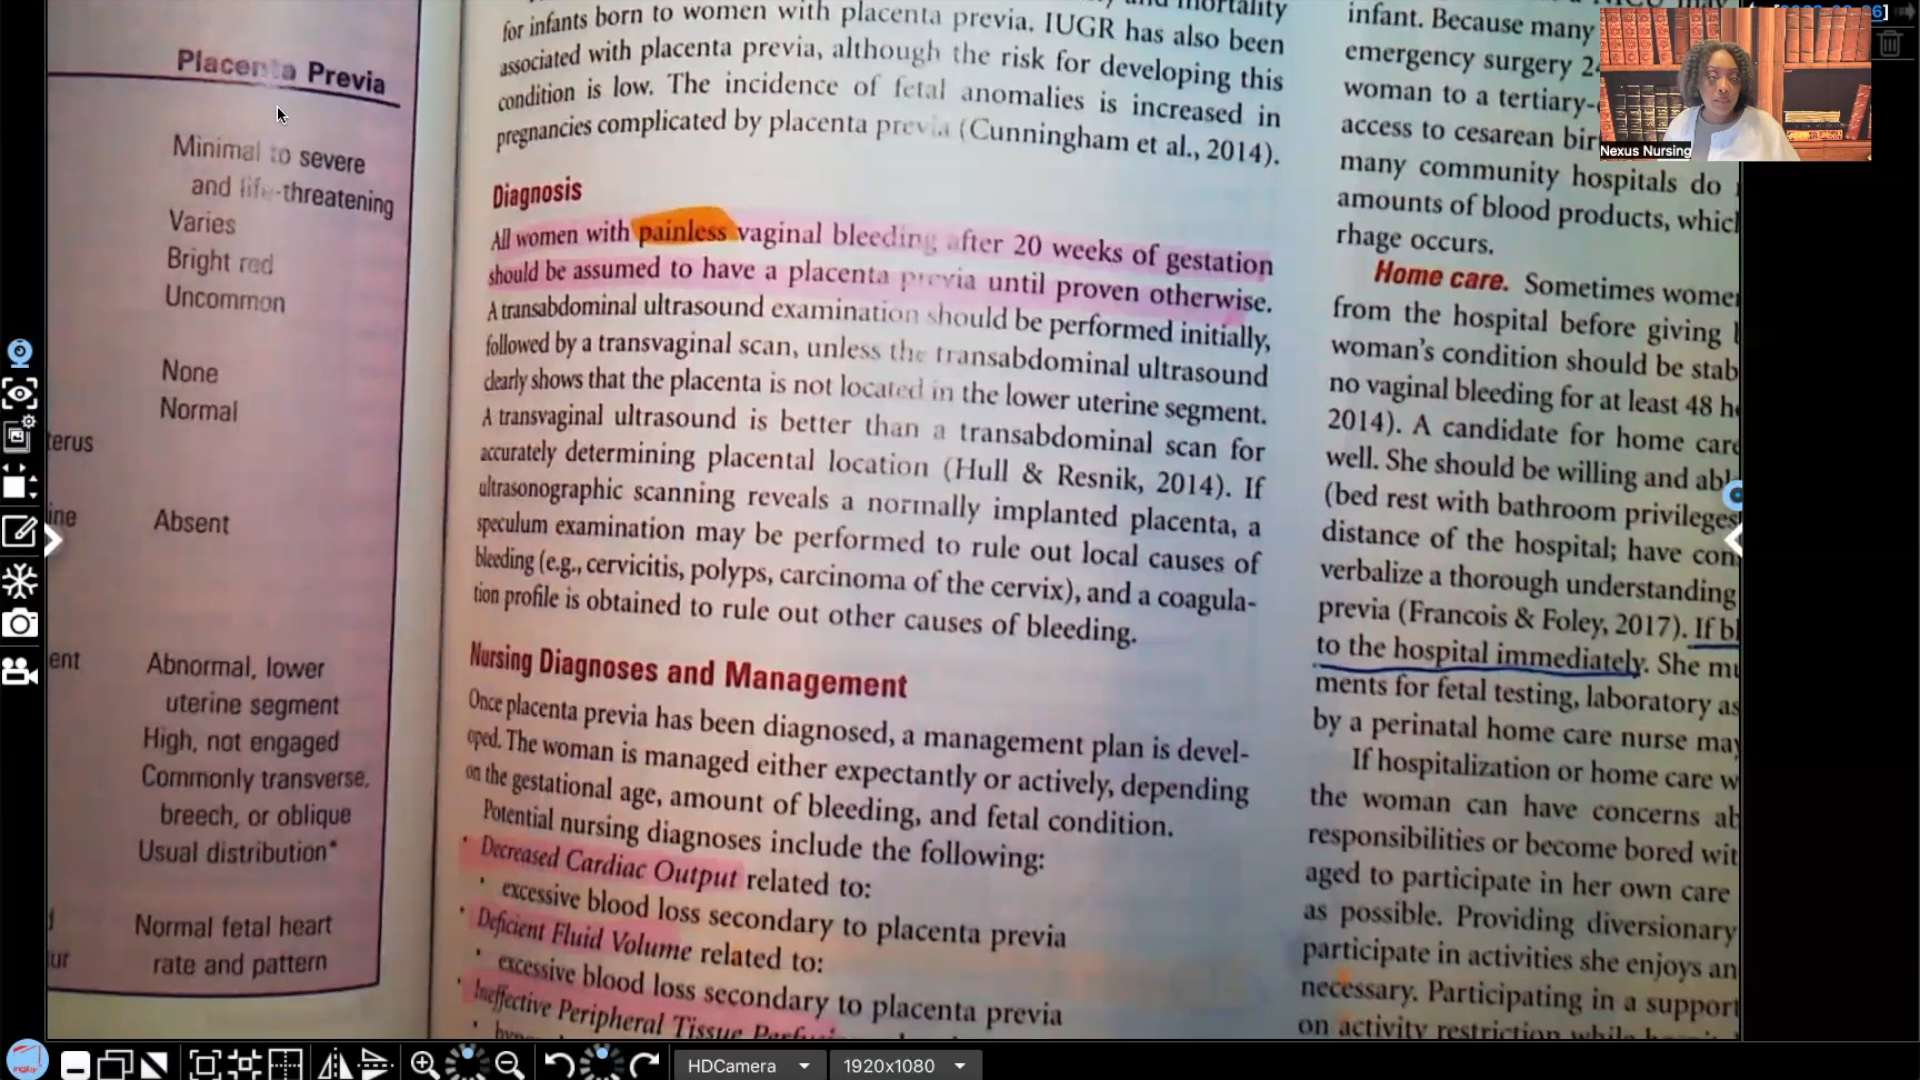 Placenta Previa
Minimal to severe
and life-threatening
Varies
Bright red
Uncommon
None
Normal
terus
ine
Absent
ent
Abnormal, lower
uterine segment
High, not engaged
Commonly transverse,
breech, or oblique
Usual distribution*
Normal fetal heart
ur
rate and pattern
mortality
for infants born to women with placenta previa. IUGR has also been
associated with placenta previa, although the risk for developing this
condition is low. The incidence of fetal anomalies is increased in
pregnancies complicated by placenta previa (Cunningham et al., 2014).
Diagnosis
All women with painless vaginal bleeding after 20 weeks of gestation
should be assumed to have a placenta previa until proven otherwise.
A transabdominal ultrasound examination should be performed initially,
followed by a transvaginal scan, unless the transabdominal ultrasound
clearly shows that the placenta is not located in the lower uterine segment.
A transvaginal ultrasound is better than a transabdominal scan for
accurately determining placental location (Hull & Resnik, 2014). If
ultrasonographic scanning reveals a normally implanted placenta, a
speculum examination may be performed to rule out local causes of
bleeding (e.g., cervicitis, polyps, carcinoma of the cervix), and a coagula-
tion profile is obtained to rule out other causes of bleeding.
Nursing Diagnoses and Management
Once placenta previa has been diagnosed, a management plan is devel-
oped. The woman is managed either expectantly or actively, depending
on the gestational age, amount of bleeding, and fetal condition.
Potential nursing diagnoses include the following:
• Decreased Cardiac Output related to:
• excessive blood loss secondary to placenta previa
• Deficient Fluid Volume related to:
• excessive blood loss secondary to placenta previa
• Ineffective Peripheral Tissue
infant. Because many
emergency surgery 2
woman to a tertiary-
access to cesarean bir
many community hospitals do
amounts of blood products, which
rhage occurs.
Home care. Sometimes wome
from the hospital before giving
woman's condition should be stab
no vaginal bleeding for at least 48 h
2014). A candidate for home care
well. She should be willing and abl
(bed rest with bathroom privileges
distance of the hospital; have con
verbalize a thorough understanding
previa (Francois & Foley, 2017). If bl
to the hospital immediately. She mu
ments for fetal testing, laboratory as
by a perinatal home care nurse may
If hospitalization or home care w
the woman can have concerns ab
responsibilities or become bored wit
aged to participate in her own care
as possible. Providing diversionary
participate in activities she enjoys an
necessary. Participating in a support
on activity restriction while
Nexus Nursing
HDCamera
1920x1080